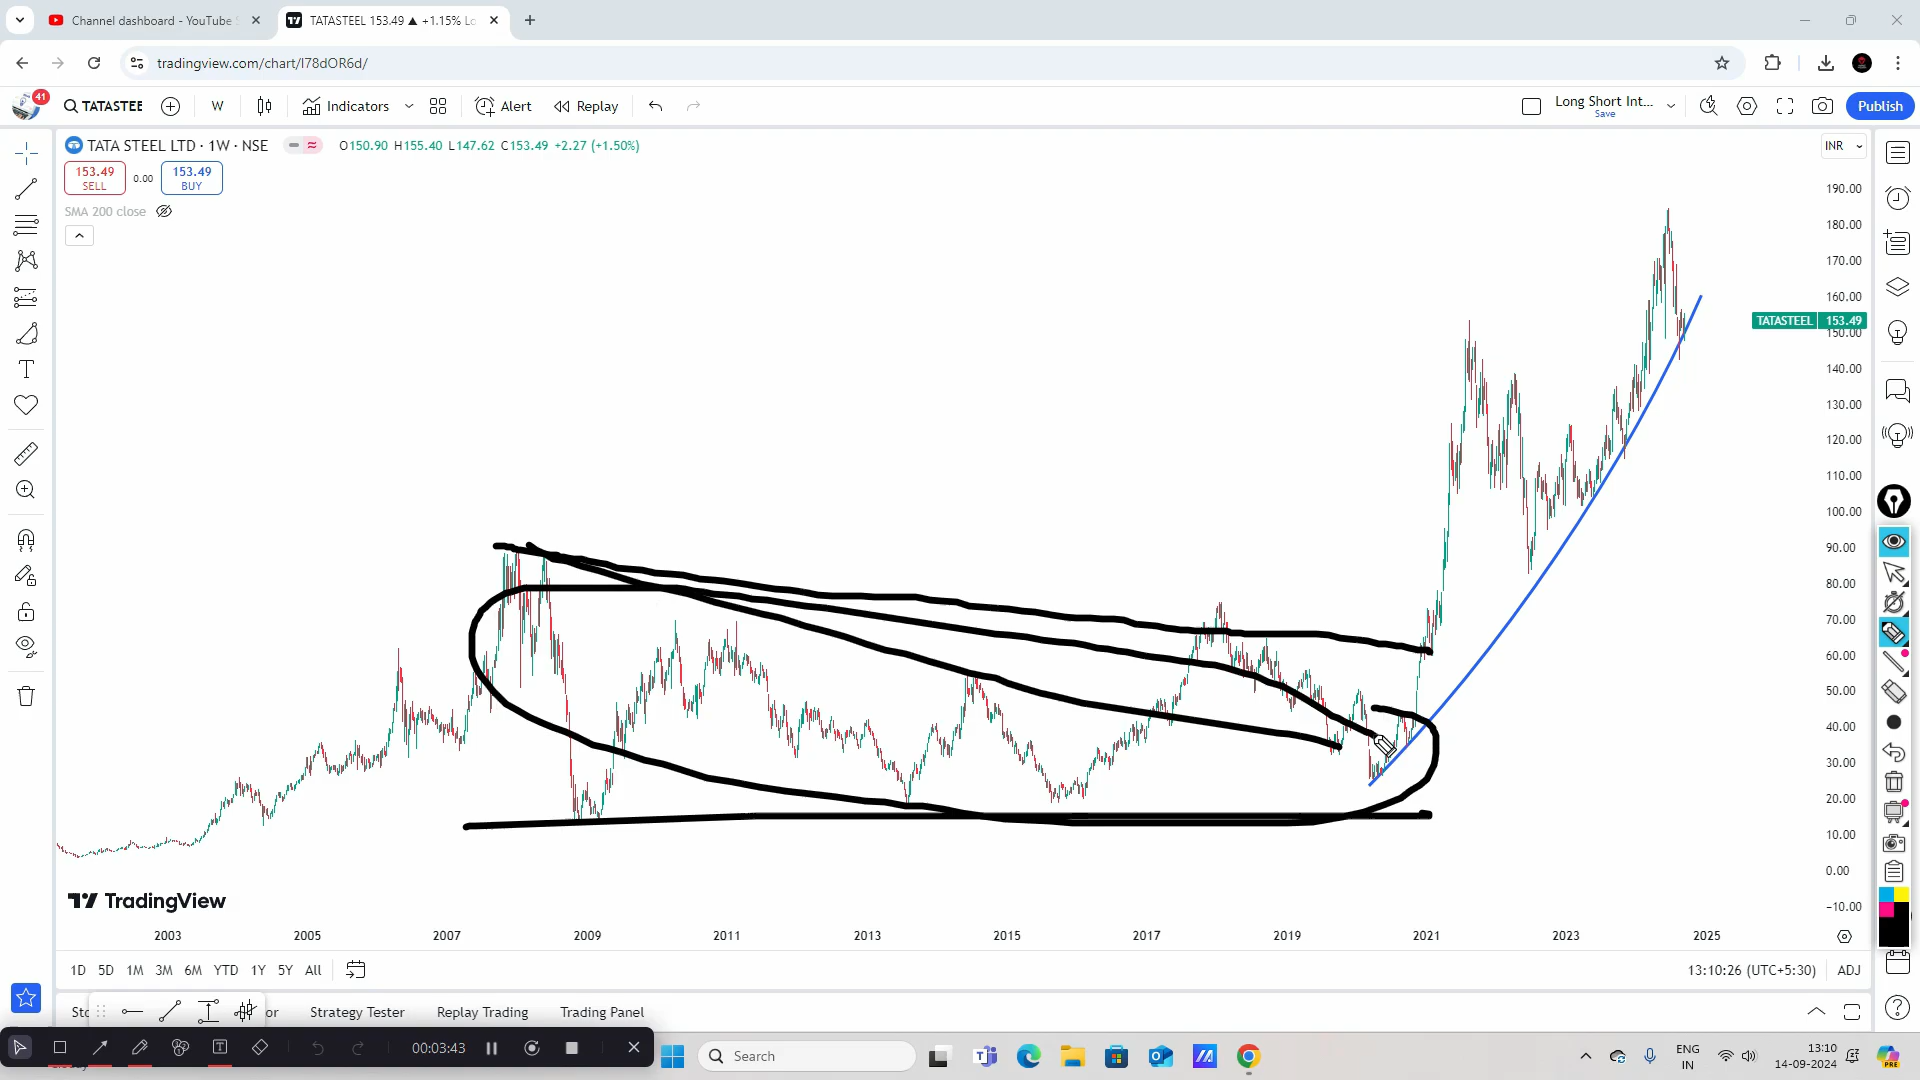 Channel dashboard - YouTube S
TATASTEEL 153.49 ▲ +1.15% Lo
tradingview.com/chart/I78dOR6d/
41
TATASTEE
W
Indicators
Alert
Replay
Long Short Int...
Save
Publish
TATA STEEL LTD · 1W · NSE
O150.90 H155.40 L147.62 C153.49 +2.27 (+1.50%)
INR
153.49
SELL
0.00
153.49
BUY
SMA 200 close
190.00
180.00
170.00
160.00
TATASTEEL 153.49
150.00
140.00
130.00
120.00
110.00
100.00
90.00
80.00
70.00
60.00
50.00
40.00
30.00
20.00
10.00
0.00
−10.00
TradingView
2003 2005 2007 2009 2011 2013 2015 2017 2019 2021 2023 2025
1D 5D 1M 3M 6M YTD 1Y 5Y All
13:10:26 (UTC+5:30) ADJ
Sto
or
Strategy Tester
Replay Trading
Trading Panel
00:03:43
Search
ENG
IN
13:10
14-09-2024
PRE